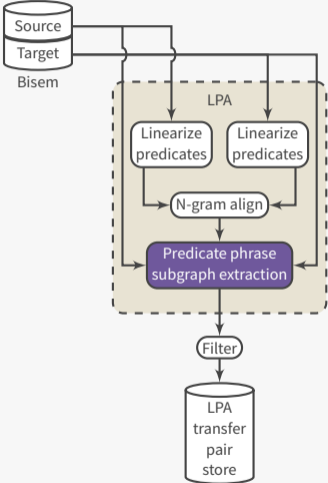 Source
Target
Bisem
LPA
Linearize
predicates
Linearize
predicates
N-gram align
Predicate phrase
subgraph extraction
Filter
LPA
transfer
pair
store